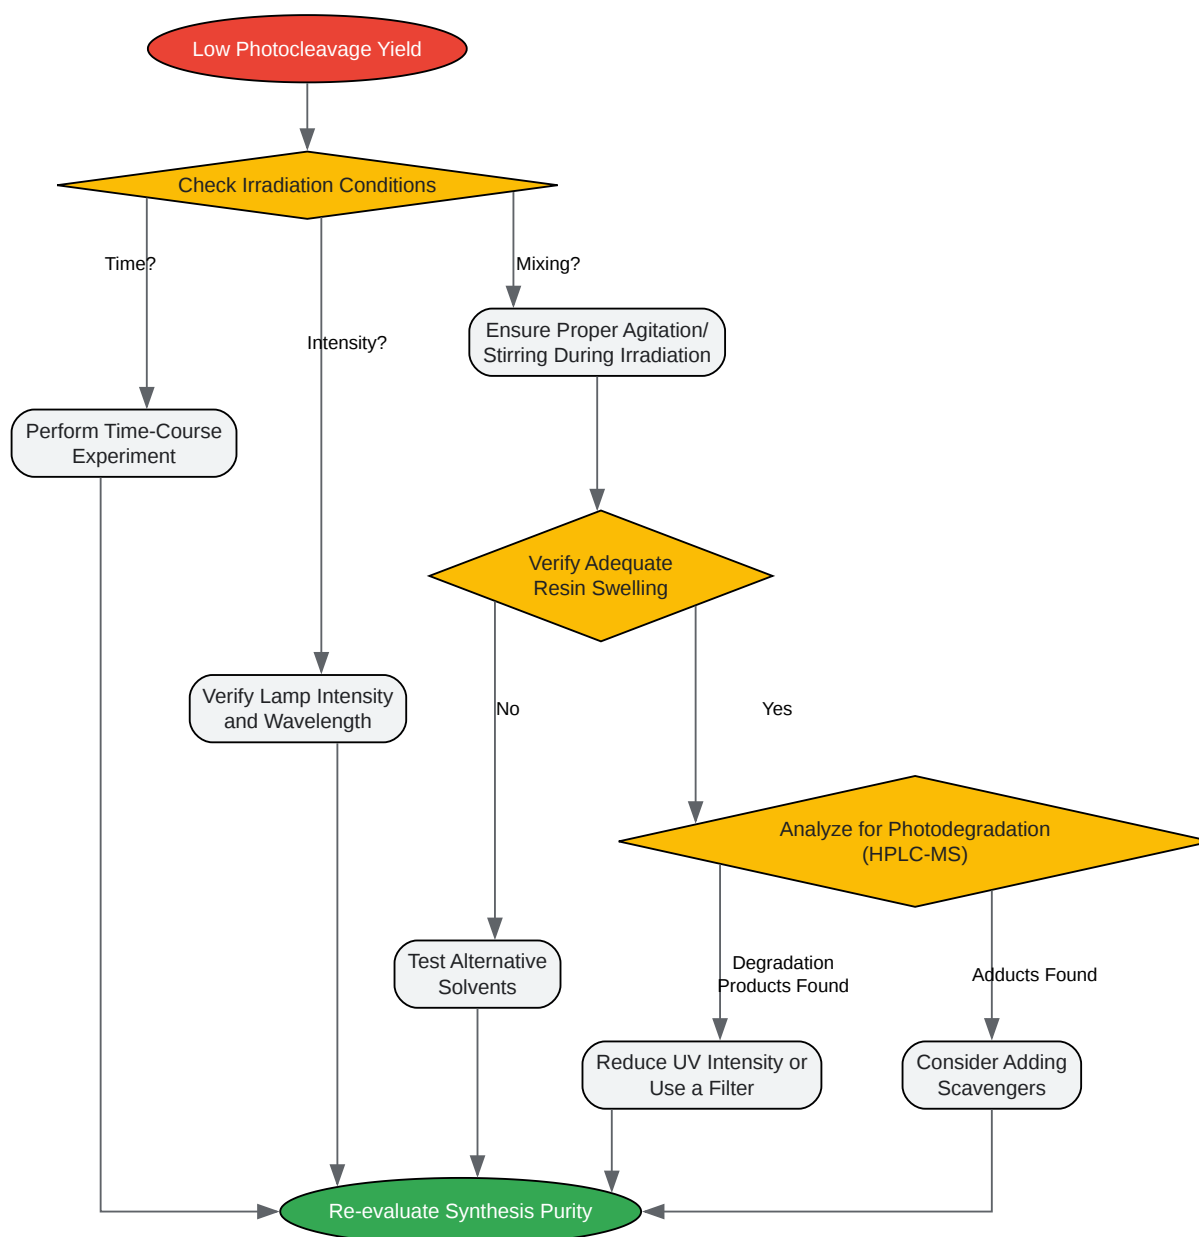 Low Photocleavage Yield
Check Irradiation Conditions
Time?
Mixing?
Intensity?
Ensure Proper Agitation/
Stirring During Irradiation
Perform Time-Course
Experiment
Verify Adequate
Resin Swelling
Verify Lamp Intensity
and Wavelength
No
Yes
Analyze for Photodegradation
(HPLC-MS)
Test Alternative
Solvents
Degradation
Products Found
Adducts Found
Reduce UV Intensity or
Use a Filter
Consider Adding
Scavengers
Re-evaluate Synthesis Purity